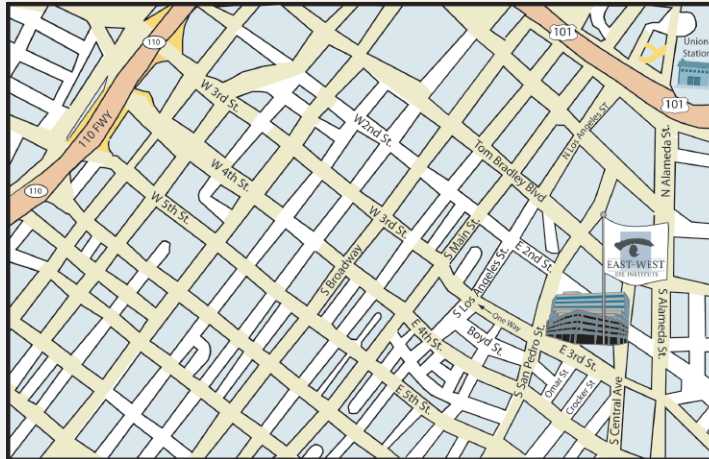 110
101
Union
Station
101
W 3rd St.
110 FWY
W2nd St.
N Los Angeles ST
Tom Bradley Blvd
N Alameda St.
W 4th St.
110
W 5th St.
W 3rd St.
S Main St.
E 2nd St.
EAST-WEST
EYE INSTITUTE
S Broadway
S Los Angeles St.
One Way
S Alameda St.
E 4th St.
Boyd St.
S San Pedro St.
E 3rd St.
Omar St
Crocker St
E 5th St.
S Central Ave